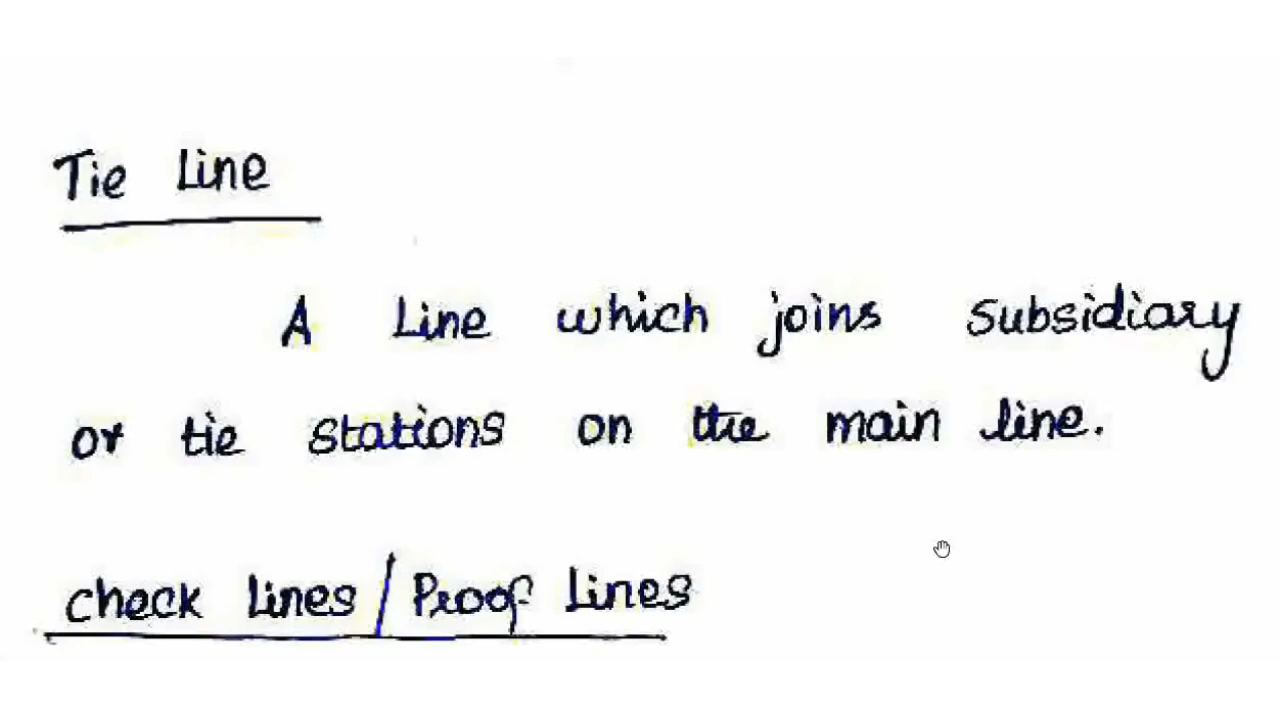 Tie Line
A Line which joins subsidiary
or tie stations on the main line.
check lines / Proof lines